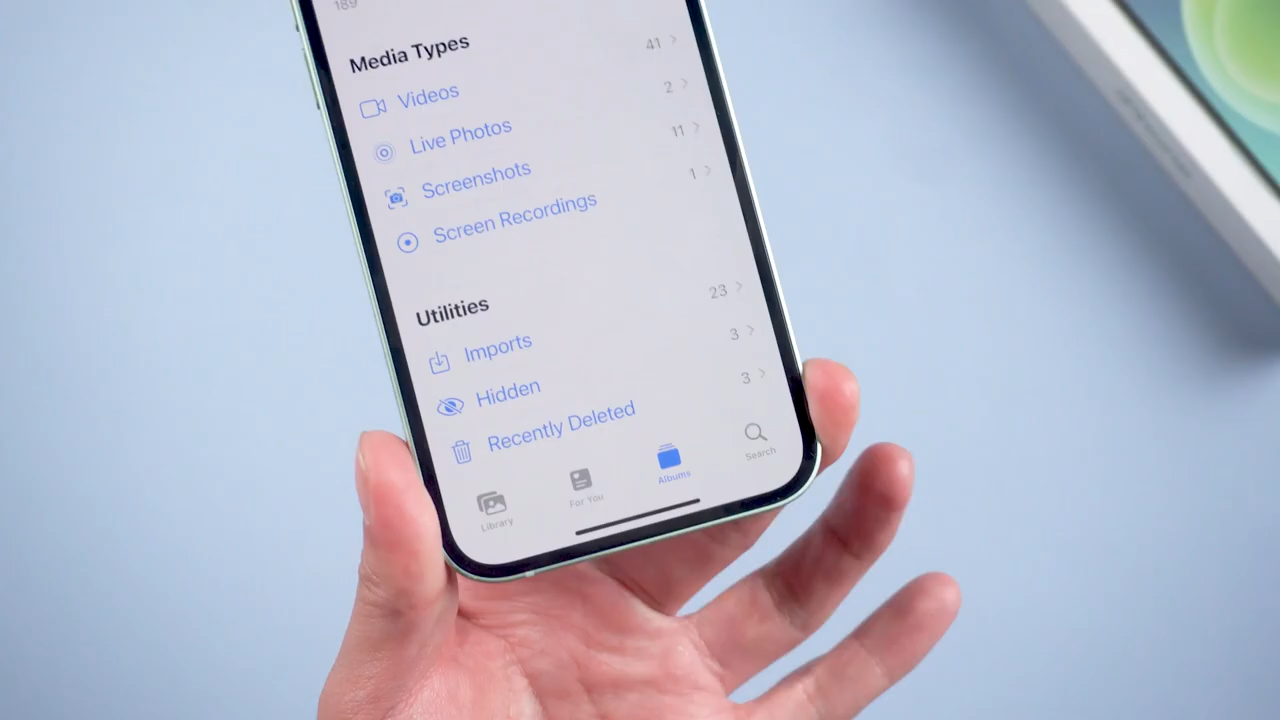 189
Media Types
Videos 41
Live Photos 2
Screenshots 11
Screen Recordings 1
Utilities
Imports 23
Hidden 3
Recently Deleted 3
Library For You Albums Search